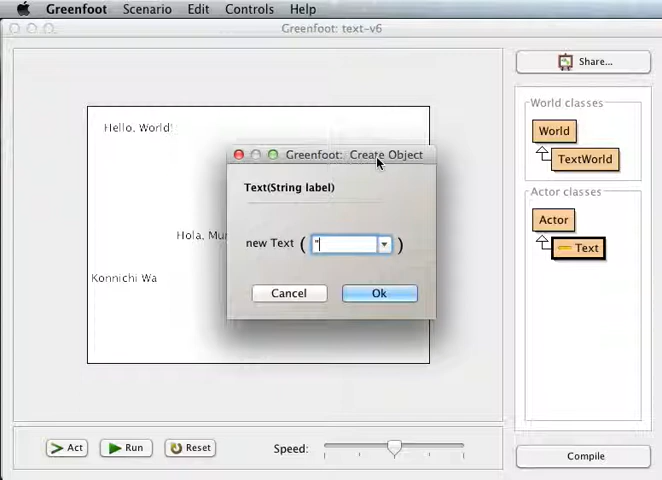 Greenfoot Scenario Edit Controls Help
Greenfoot: text-v6
Share...
World classes
World
TextWorld
Actor classes
Actor
Text
Hello, World!
Hola, Mu
Konnichi Wa
Greenfoot: Create Object
Text(String label)
new Text ( " )
Cancel Ok
Act Run Reset Speed:
Compile